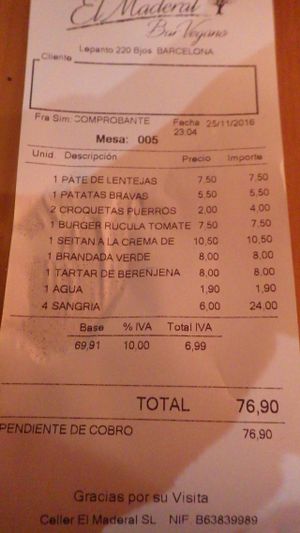 El Maderal
Bar Vegano
Lepanto 220 Bjos BARCELONA
Cliente
Fra Sim: COMPROBANTE Fecha 25/11/2016
23:04
Mesa: 005
Unid Descripción Precio Importe
1 PATE DE LENTEJAS 7,50 7,50
1 PATATAS BRAVAS 5,50 5,50
2 CROQUETAS PUERROS 2,00 4,00
1 BURGER RUCULA TOMATE 7,50 7,50
1 SEITAN A LA CREMA DE 10,50 10,50
1 BRANDADA VERDE 8,00 8,00
1 TARTAR DE BERENJENA 8,00 8,00
1 AGUA 1,90 1,90
4 SANGRIA 6,00 24,00
Base % IVA Total IVA
69,91 10,00 6,99
TOTAL 76,90
PENDIENTE DE COBRO 76,90
Gracias por su Visita
Celler El Maderal SL NIF. B63839989